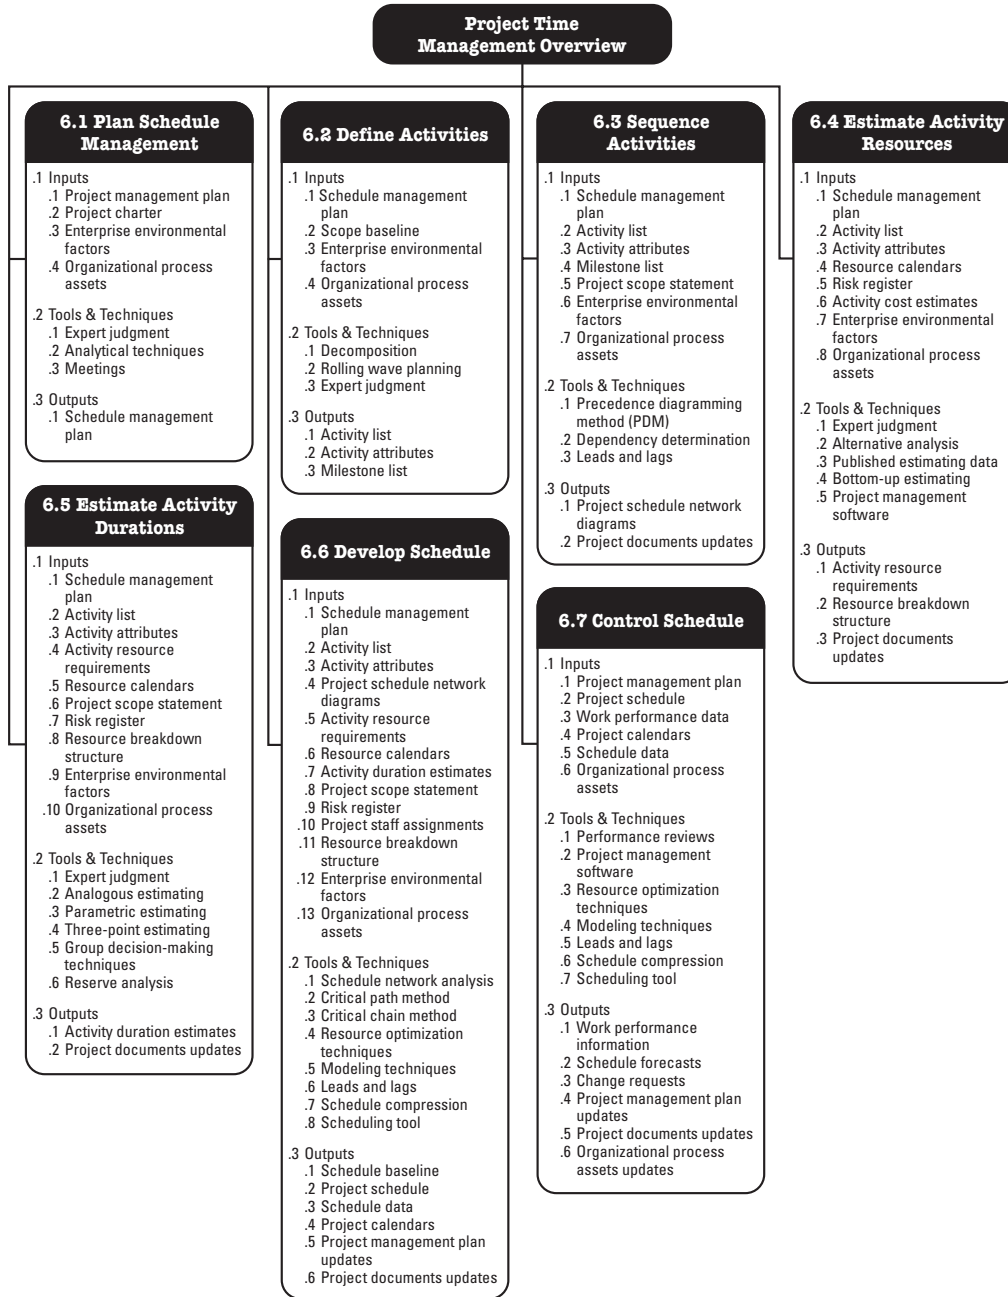 Project Time
Management Overview
6.1 Plan Schedule
Management
.1 Inputs
.1 Project management plan
.2 Project charter
.3 Enterprise environmental
factors
.4 Organizational process
assets
.2 Tools & Techniques
.1 Expert judgment
.2 Analytical techniques
.3 Meetings
.3 Outputs
.1 Schedule management
plan
6.2 Define Activities
.1 Inputs
.1 Schedule management
plan
.2 Scope baseline
.3 Enterprise environmental
factors
.4 Organizational process
assets
.2 Tools & Techniques
.1 Decomposition
.2 Rolling wave planning
.3 Expert judgment
.3 Outputs
.1 Activity list
.2 Activity attributes
.3 Milestone list
6.3 Sequence
Activities
.1 Inputs
.1 Schedule management
plan
.2 Activity list
.3 Activity attributes
.4 Milestone list
.5 Project scope statement
.6 Enterprise environmental
factors
.7 Organizational process
assets
.2 Tools & Techniques
.1 Precedence diagramming
method (PDM)
.2 Dependency determination
.3 Leads and lags
.3 Outputs
.1 Project schedule network
diagrams
.2 Project documents updates
6.4 Estimate Activity
Resources
.1 Inputs
.1 Schedule management
plan
.2 Activity list
.3 Activity attributes
.4 Resource calendars
.5 Risk register
.6 Activity cost estimates
.7 Enterprise environmental
factors
.8 Organizational process
assets
.2 Tools & Techniques
.1 Expert judgment
.2 Alternative analysis
.3 Published estimating data
.4 Bottom-up estimating
.5 Project management
software
.3 Outputs
.1 Activity resource
requirements
.2 Resource breakdown
structure
.3 Project documents
updates
6.5 Estimate Activity
Durations
.1 Inputs
.1 Schedule management
plan
.2 Activity list
.3 Activity attributes
.4 Activity resource
requirements
.5 Resource calendars
.6 Project scope statement
.7 Risk register
.8 Resource breakdown
structure
.9 Enterprise environmental
factors
.10 Organizational process
assets
.2 Tools & Techniques
.1 Expert judgment
.2 Analogous estimating
.3 Parametric estimating
.4 Three-point estimating
.5 Group decision-making
techniques
.6 Reserve analysis
.3 Outputs
.1 Activity duration estimates
.2 Project documents updates
6.6 Develop Schedule
.1 Inputs
.1 Schedule management
plan
.2 Activity list
.3 Activity attributes
.4 Project schedule network
diagrams
.5 Activity resource
requirements
.6 Resource calendars
.7 Activity duration estimates
.8 Project scope statement
.9 Risk register
.10 Project staff assignments
.11 Resource breakdown
structure
.12 Enterprise environmental
factors
.13 Organizational process
assets
.2 Tools & Techniques
.1 Schedule network analysis
.2 Critical path method
.3 Critical chain method
.4 Resource optimization
techniques
.5 Modeling techniques
.6 Leads and lags
.7 Schedule compression
.8 Scheduling tool
.3 Outputs
.1 Schedule baseline
.2 Project schedule
.3 Schedule data
.4 Project calendars
.5 Project management plan
updates
.6 Project documents updates
6.7 Control Schedule
.1 Inputs
.1 Project management plan
.2 Project schedule
.3 Work performance data
.4 Project calendars
.5 Schedule data
.6 Organizational process
assets
.2 Tools & Techniques
.1 Performance reviews
.2 Project management
software
.3 Resource optimization
techniques
.4 Modeling techniques
.5 Leads and lags
.6 Schedule compression
.7 Scheduling tool
.3 Outputs
.1 Work performance
information
.2 Schedule forecasts
.3 Change requests
.4 Project management plan
updates
.5 Project documents updates
.6 Organizational process
assets updates